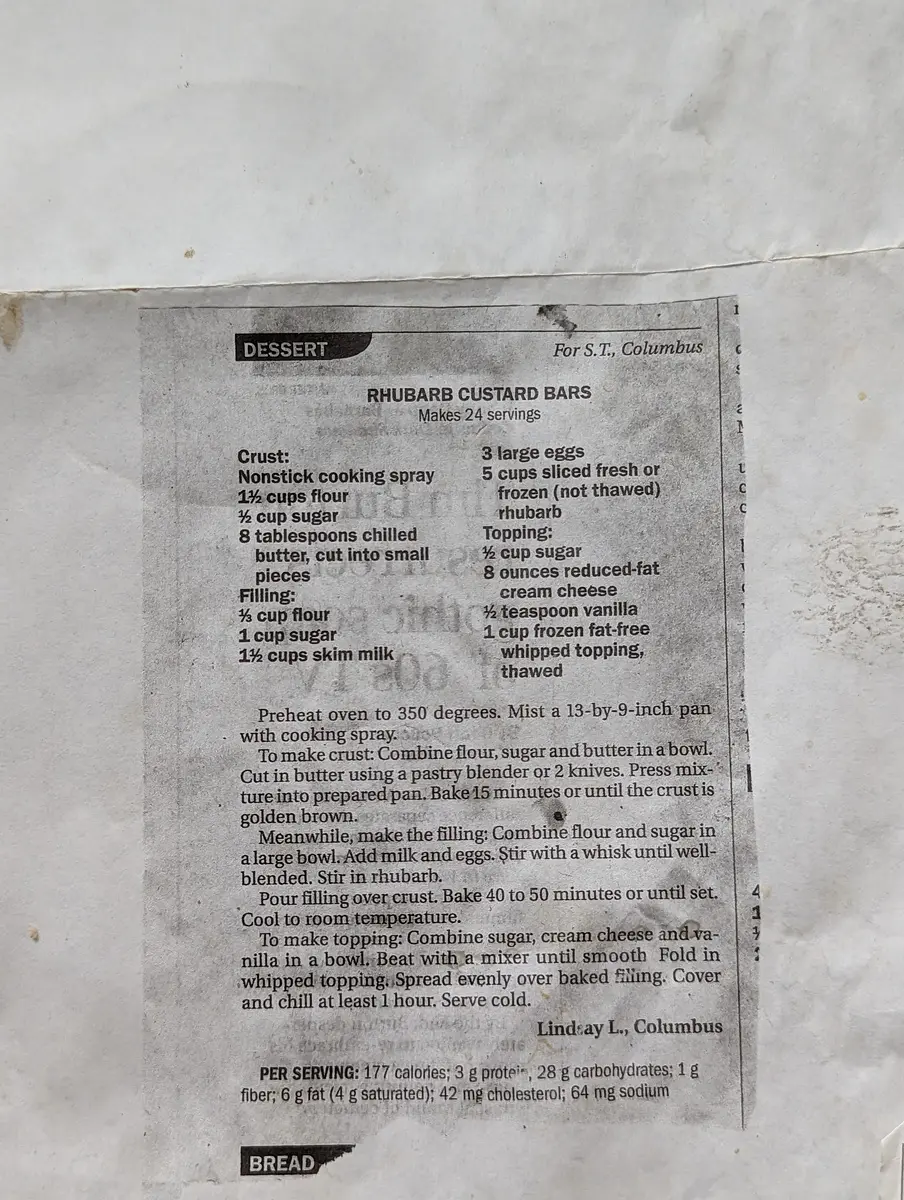 DESSERT
For S.T., Columbus
RHUBARB CUSTARD BARS
Makes 24 servings
Crust:
Nonstick cooking spray
1½ cups flour
½ cup sugar
8 tablespoons chilled
butter, cut into small
pieces
Filling:
⅓ cup flour
1 cup sugar
1½ cups skim milk
3 large eggs
5 cups sliced fresh or
frozen (not thawed)
rhubarb
Topping:
½ cup sugar
8 ounces reduced-fat
cream cheese
½ teaspoon vanilla
1 cup frozen fat-free
whipped topping,
thawed
Preheat oven to 350 degrees. Mist a 13-by-9-inch pan
with cooking spray.
To make crust: Combine flour, sugar and butter in a bowl.
Cut in butter using a pastry blender or 2 knives. Press mix-
ture into prepared pan. Bake 15 minutes or until the crust is
golden brown.
Meanwhile, make the filling: Combine flour and sugar in
a large bowl. Add milk and eggs. Stir with a whisk until well-
blended. Stir in rhubarb.
Pour filling over crust. Bake 40 to 50 minutes or until set.
Cool to room temperature.
To make topping: Combine sugar, cream cheese and va-
nilla in a bowl. Beat with a mixer until smooth Fold in
whipped topping. Spread evenly over baked filling. Cover
and chill at least 1 hour. Serve cold.
Lindsay L., Columbus
PER SERVING: 177 calories; 3 g protein, 28 g carbohydrates; 1 g
fiber; 6 g fat (4 g saturated); 42 mg cholesterol; 64 mg sodium
BREAD